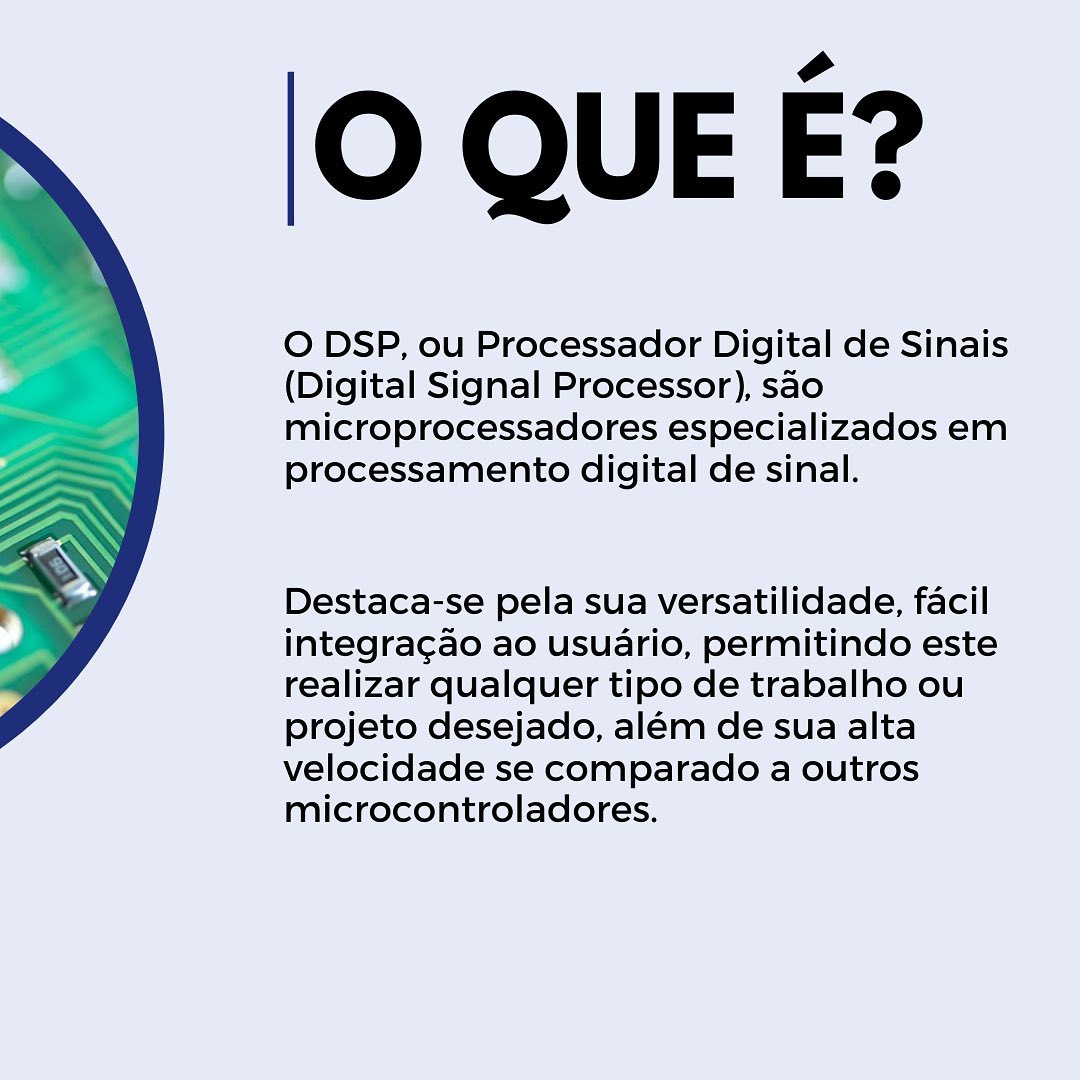 O QUE É?
O DSP, ou Processador Digital de Sinais
(Digital Signal Processor), são
microprocessadores especializados em
processamento digital de sinal.
Destaca-se pela sua versatilidade, fácil
integração ao usuário, permitindo este
realizar qualquer tipo de trabalho ou
projeto desejado, além de sua alta
velocidade se comparado a outros
microcontroladores.